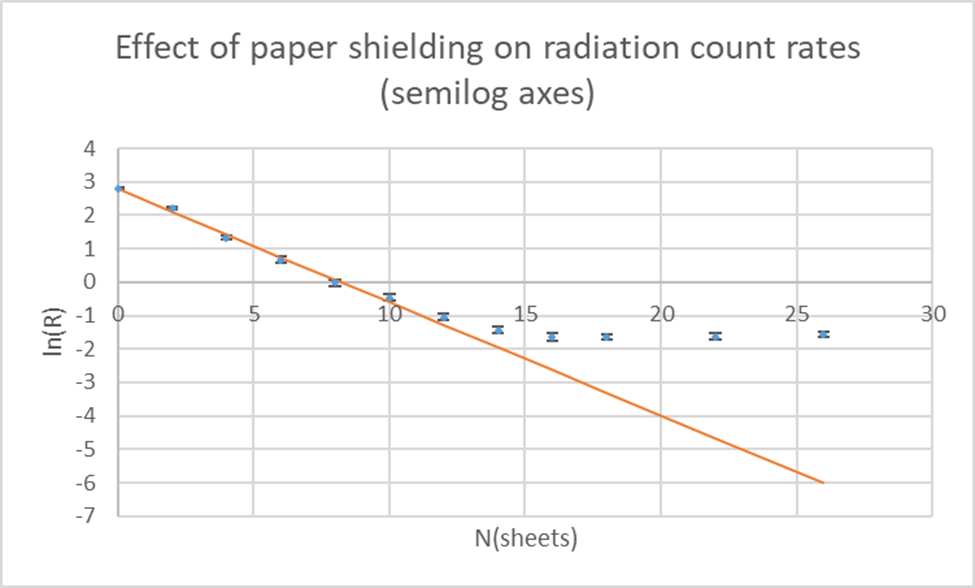 Effect of paper shielding on radiation count rates
(semilog axes)
4
3
2
1
0
-1
-2
-3
-4
-5
-6
-7
0 5 10 15 20 25 30
ln(R)
N(sheets)